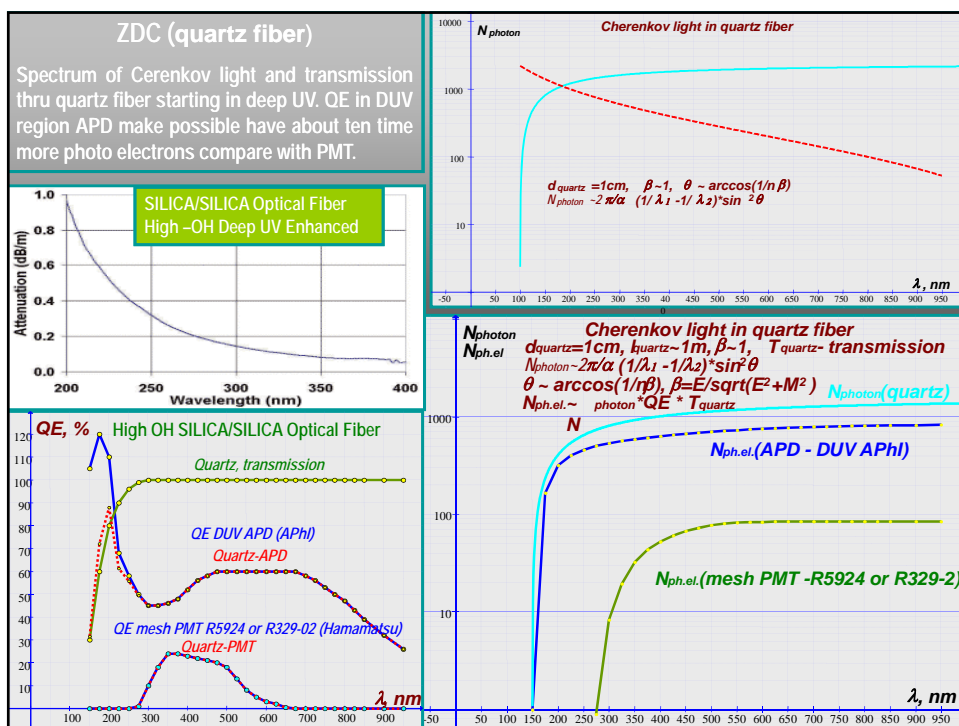 ZDC (quartz fiber)
Spectrum of Cerenkov light and transmission
thru quartz fiber starting in deep UV. QE in DUV
region APD make possible have about ten time
more photo electrons compare with PMT.
SILICA/SILICA Optical Fiber
High –OH Deep UV Enhanced
Attenuation (dB/m)
1.0
0.8
0.6
0.4
0.2
0.0
200 250 300 350 400
Wavelength (nm)
QE, %
High OH SILICA/SILICA Optical Fiber
Quartz, transmission
QE DUV APD (APhl)
Quartz-APD
QE mesh PMT R5924 or R329-02 (Hamamatsu)
Quartz-PMT
120
110
100
90
80
70
60
50
40
30
20
10
λ, nm
100 200 300 400 500 600 700 800 900
N photon
Cherenkov light in quartz fiber
10000
1000
100
10
d quartz =1cm, β~1, θ ~ arccos(1/n β)
N photon ~2 π/α (1/ λ1 -1/ λ2)*sin ²θ
λ, nm
-50 0 50 100 150 200 250 300 350 400 450 500 550 600 650 700 750 800 850 900 950
0
Nphoton
Nph.el
Cherenkov light in quartz fiber
dquartz=1cm, lquartz~1m, β~1, Tquartz- transmission
Nphoton~2π/α (1/λ1 -1/λ2)*sin²θ
θ ~ arccos(1/nβ), β=E/sqrt(E²+M² )
Nph.el.~ photon*QE * Tquartz
N
Nphoton(quartz)
Nph.el.(APD - DUV APhl)
Nph.el.(mesh PMT -R5924 or R329-2)
1000
100
10
λ, nm
-50 0 50 100 150 200 250 300 350 400 450 500 550 600 650 700 750 800 850 900 950